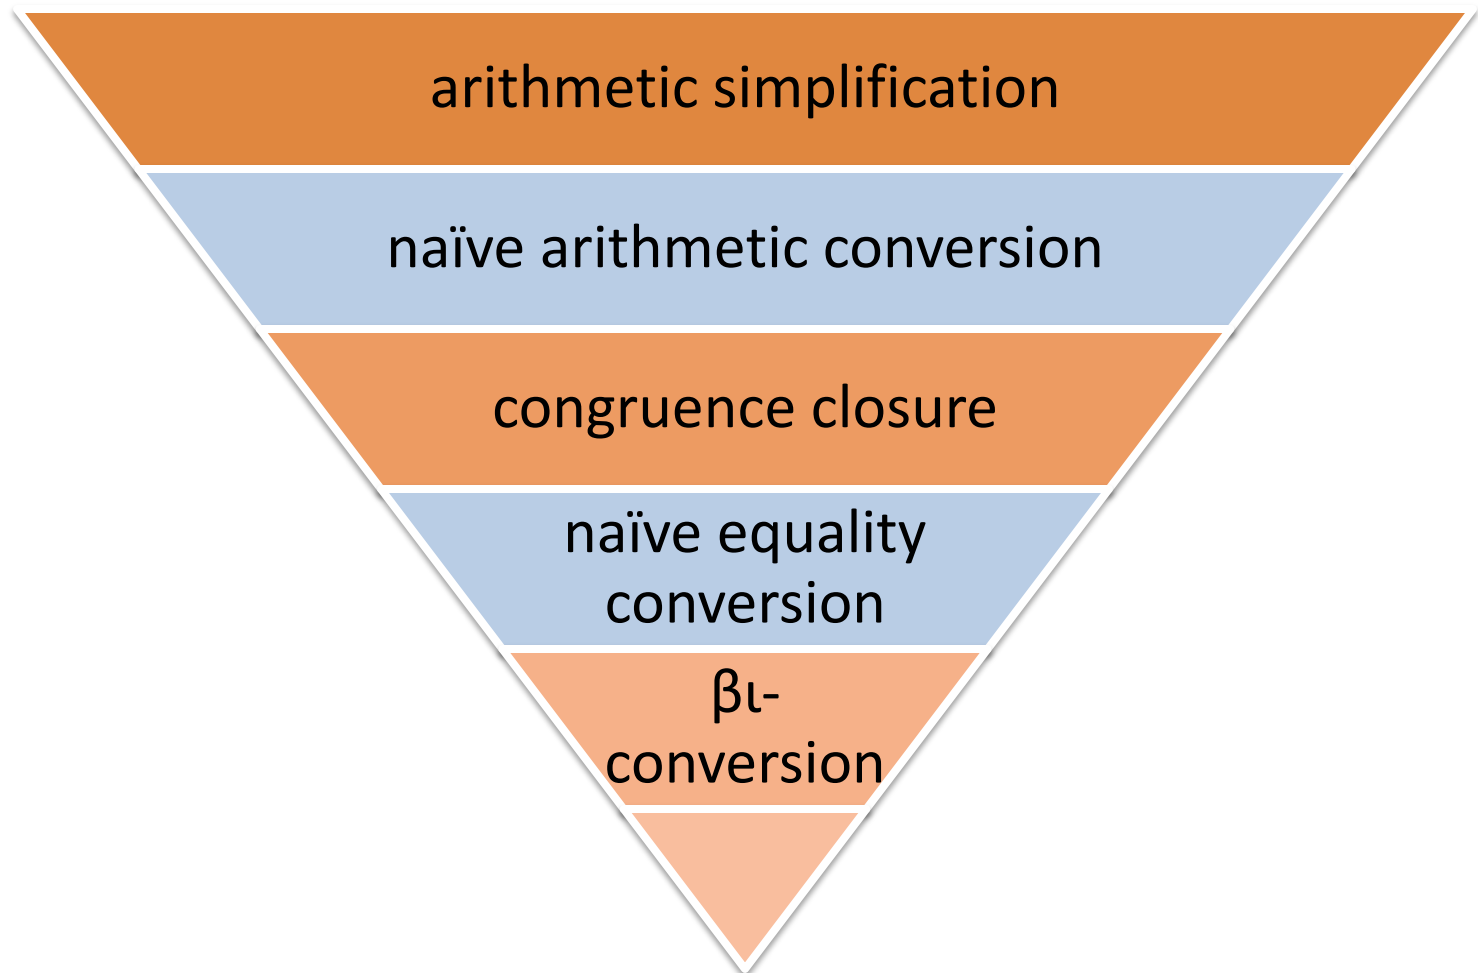 arithmetic simplification
naïve arithmetic conversion
congruence closure
naïve equality
conversion
βι-
conversion